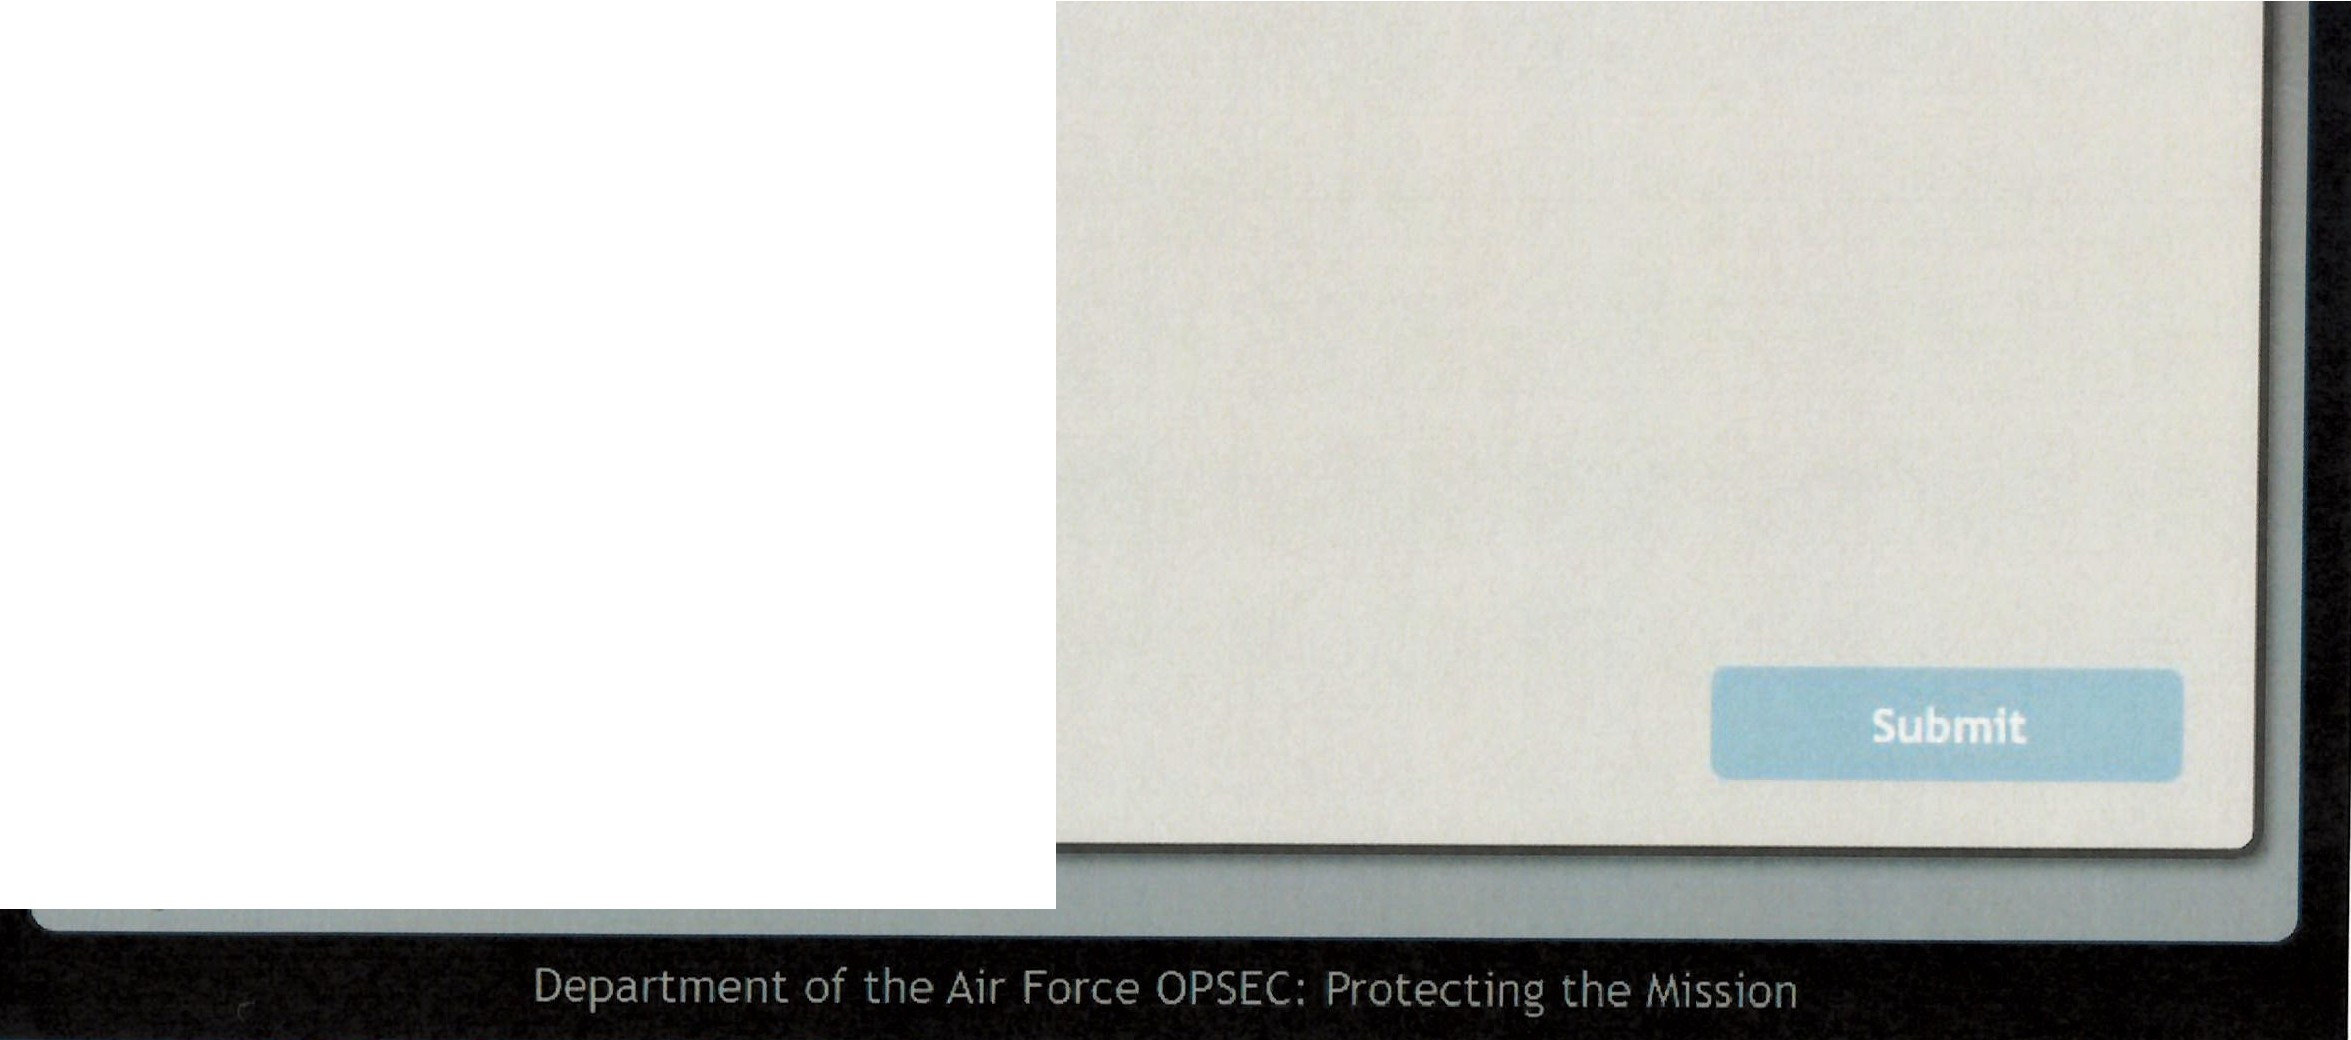 Submit
Department of the Air Force OPSEC: Protecting the Mission